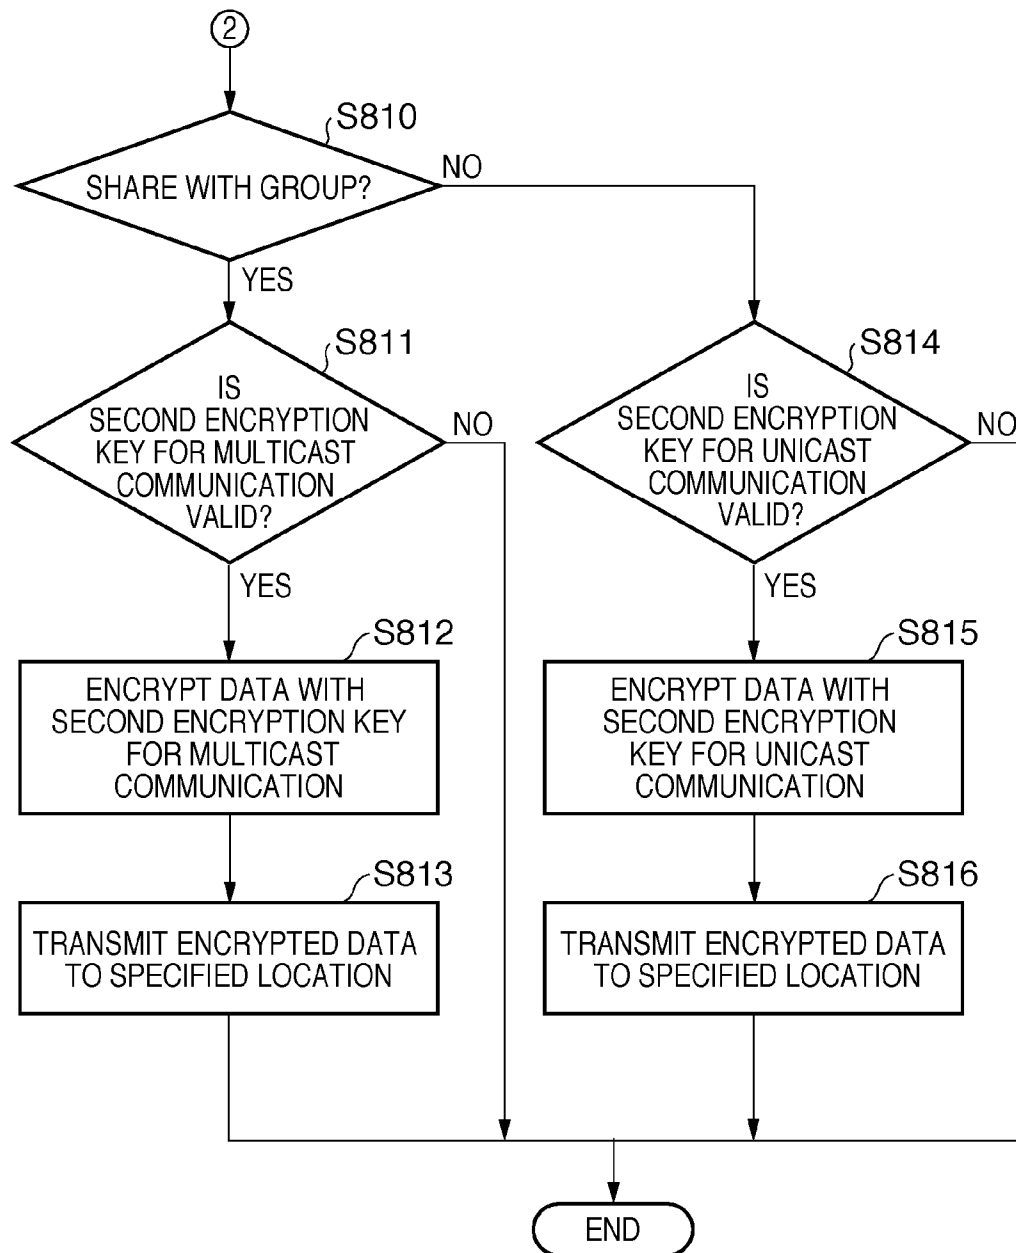 2
S810
SHARE WITH GROUP?
NO
YES
S811
IS
SECOND ENCRYPTION
KEY FOR MULTICAST
COMMUNICATION
VALID?
NO
YES
S814
IS
SECOND ENCRYPTION
KEY FOR UNICAST
COMMUNICATION
VALID?
NO
YES
S812
ENCRYPT DATA WITH
SECOND ENCRYPTION KEY
FOR MULTICAST
COMMUNICATION
S815
ENCRYPT DATA WITH
SECOND ENCRYPTION
KEY FOR UNICAST
COMMUNICATION
S813
TRANSMIT ENCRYPTED DATA
TO SPECIFIED LOCATION
S816
TRANSMIT ENCRYPTED DATA
TO SPECIFIED LOCATION
END